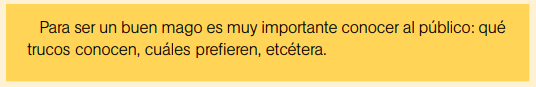 Para ser un buen mago es muy importante conocer al público: qué
trucos conocen, cuáles prefieren, etcétera.